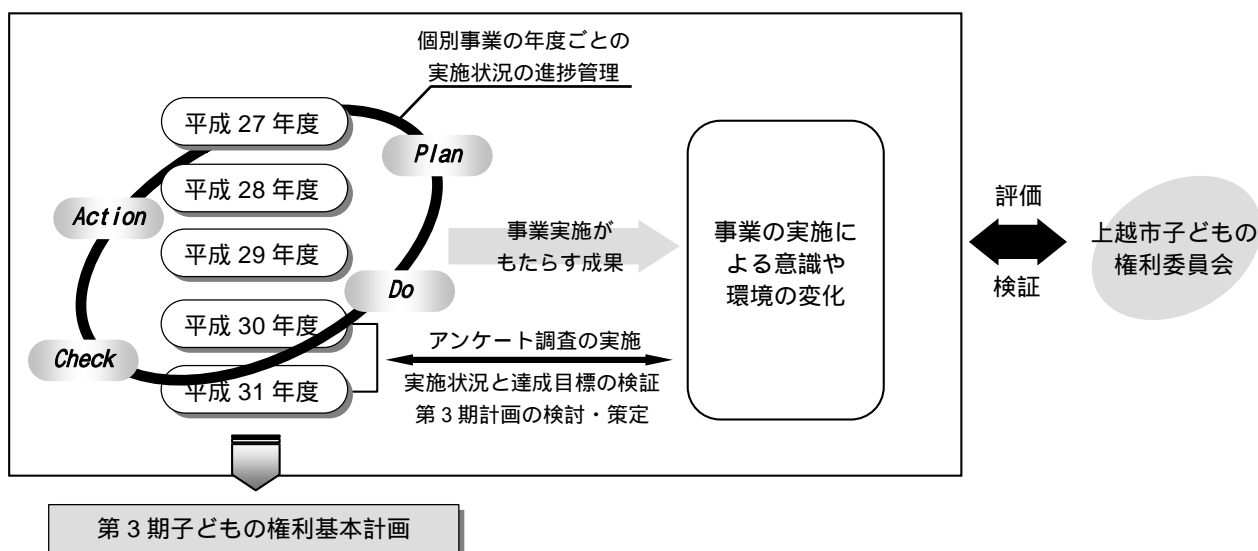 個別事業の年度ごとの
実施状況の進捗管理
平成 27 年度
Plan
平成 28 年度
Action
平成 29 年度
Do
平成 30 年度
Check
平成 31 年度
事業実施が
もたらす成果
アンケート調査の実施
実施状況と達成目標の検証
第 3 期計画の検討・策定
事業の実施に
よる意識や
環境の変化
評価
検証
上越市子どもの
権利委員会
第 3 期子どもの権利基本計画